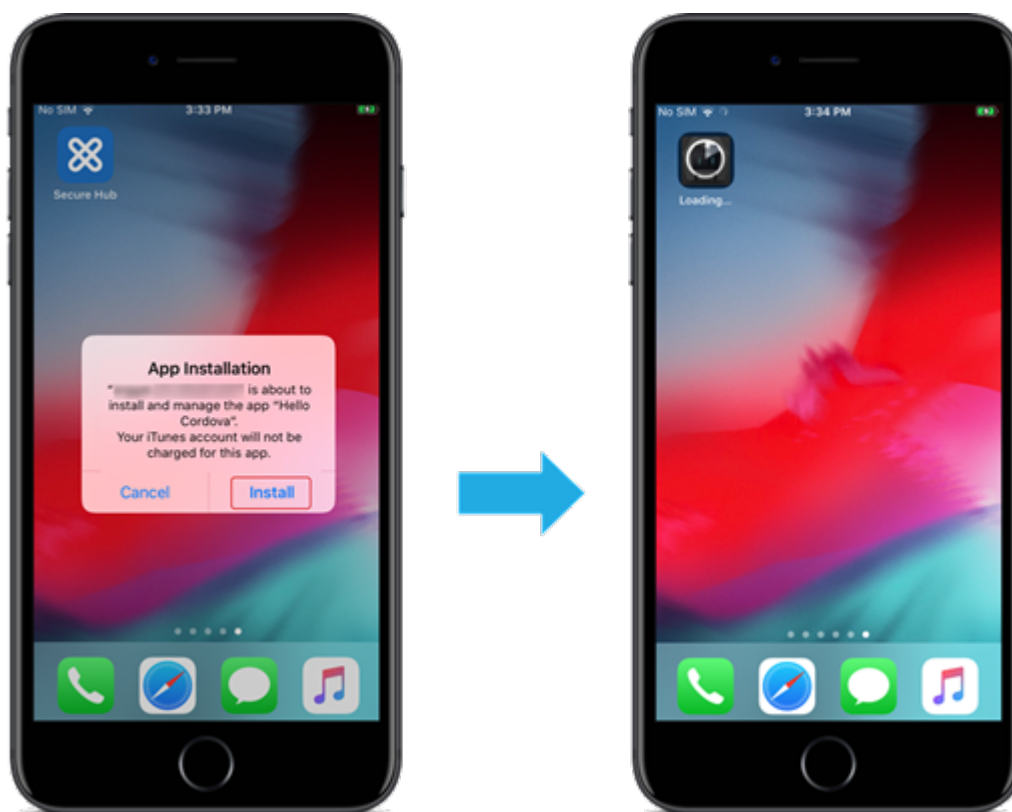 No SIM 3:33 PM
Secure Hub
App Installation
" is about to
install and manage the app "Hello
Cordova".
Your iTunes account will not be
charged for this app.
Cancel Install
No SIM 3:34 PM
Loading...